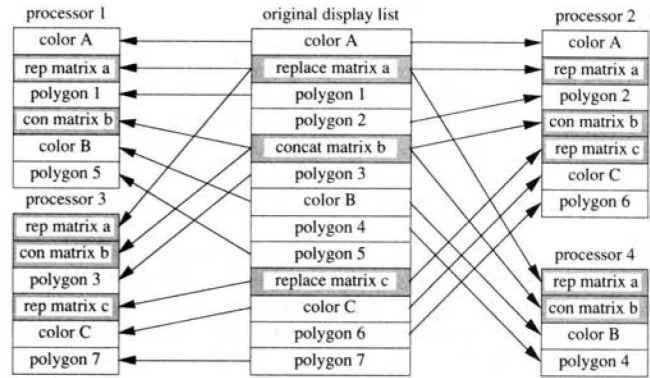 processor 1
color A
rep matrix a
polygon 1
con matrix b
color B
polygon 5
processor 3
rep matrix a
con matrix b
polygon 3
rep matrix c
color C
polygon 7
original display list
color A
replace matrix a
polygon 1
polygon 2
concat matrix b
polygon 3
color B
polygon 4
polygon 5
replace matrix c
color C
polygon 6
polygon 7
processor 2
color A
rep matrix a
polygon 2
con matrix b
rep matrix c
color C
polygon 6
processor 4
rep matrix a
con matrix b
color B
polygon 4